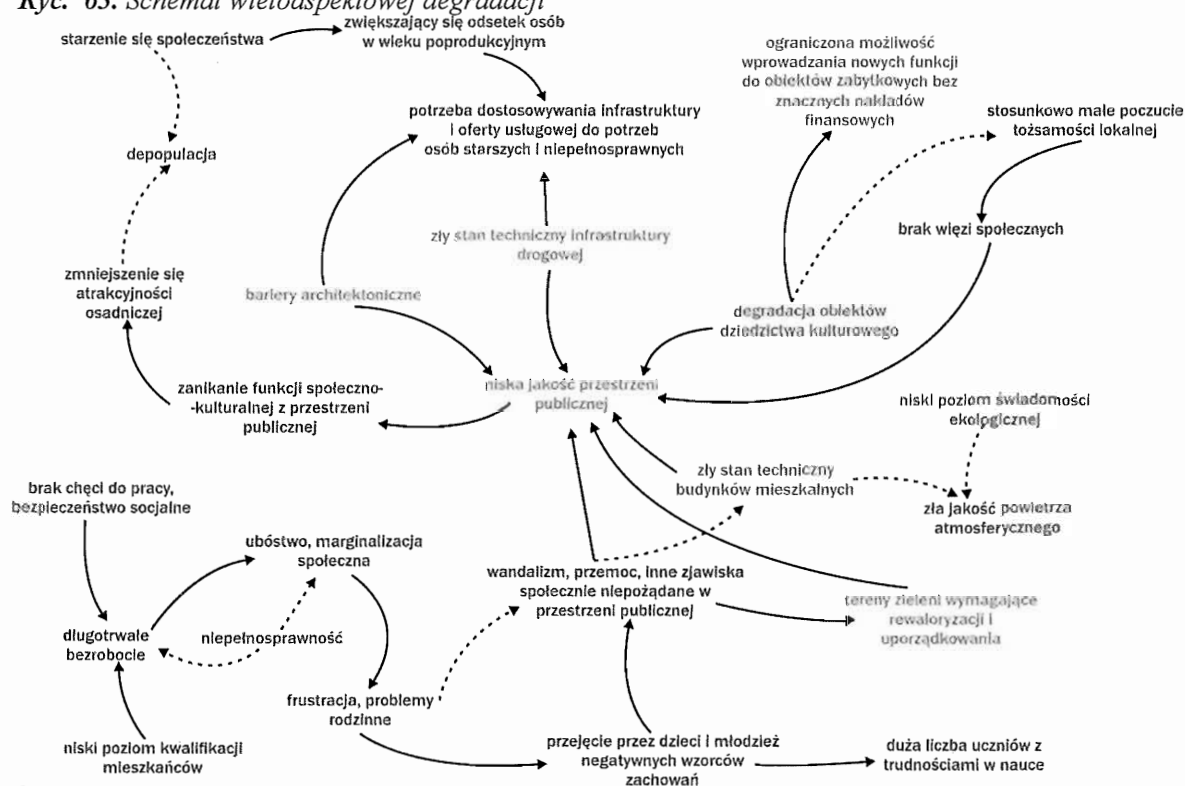 Ryc. 63. Schemat wieloaspektowej degradacji
starzenie się społeczeństwa
zwiększający się odsetek osób
w wieku poprodukcyjnym
ograniczona możliwość
wprowadzania nowych funkcji
do obiektów zabytkowych bez
znacznych nakładów
finansowych
potrzeba dostosowywania infrastruktury
i oferty usługowej do potrzeb
osób starszych i niepełnosprawnych
stosunkowo małe poczucie
tożsamości lokalnej
depopulacja
zły stan techniczny infrastruktury
drogowej
brak więzi społecznych
zmniejszenie się
atrakcyjności
osadniczej
bariery architektoniczne
degradacja obiektów
dziedzictwa kulturowego
zanikanie funkcji społeczno-
-kulturalnej z przestrzeni
publicznej
niska jakość przestrzeni
publicznej
niski poziom świadomości
ekologicznej
zły stan techniczny
budynków mieszkalnych
zła jakość powietrza
atmosferycznego
brak chęci do pracy,
bezpieczeństwo socjalne
ubóstwo, marginalizacja
społeczna
wandalizm, przemoc, inne zjawiska
społecznie niepożądane w
przestrzeni publicznej
tereny zieleni wymagające
rewaloryzacji i
uporządkowania
długotrwałe
bezrobocie
niepełnosprawność
frustracja, problemy
rodzinne
niski poziom kwalifikacji
mieszkańców
przejęcie przez dzieci i młodzież
negatywnych wzorców
zachowań
duża liczba uczniów z
trudnościami w nauce